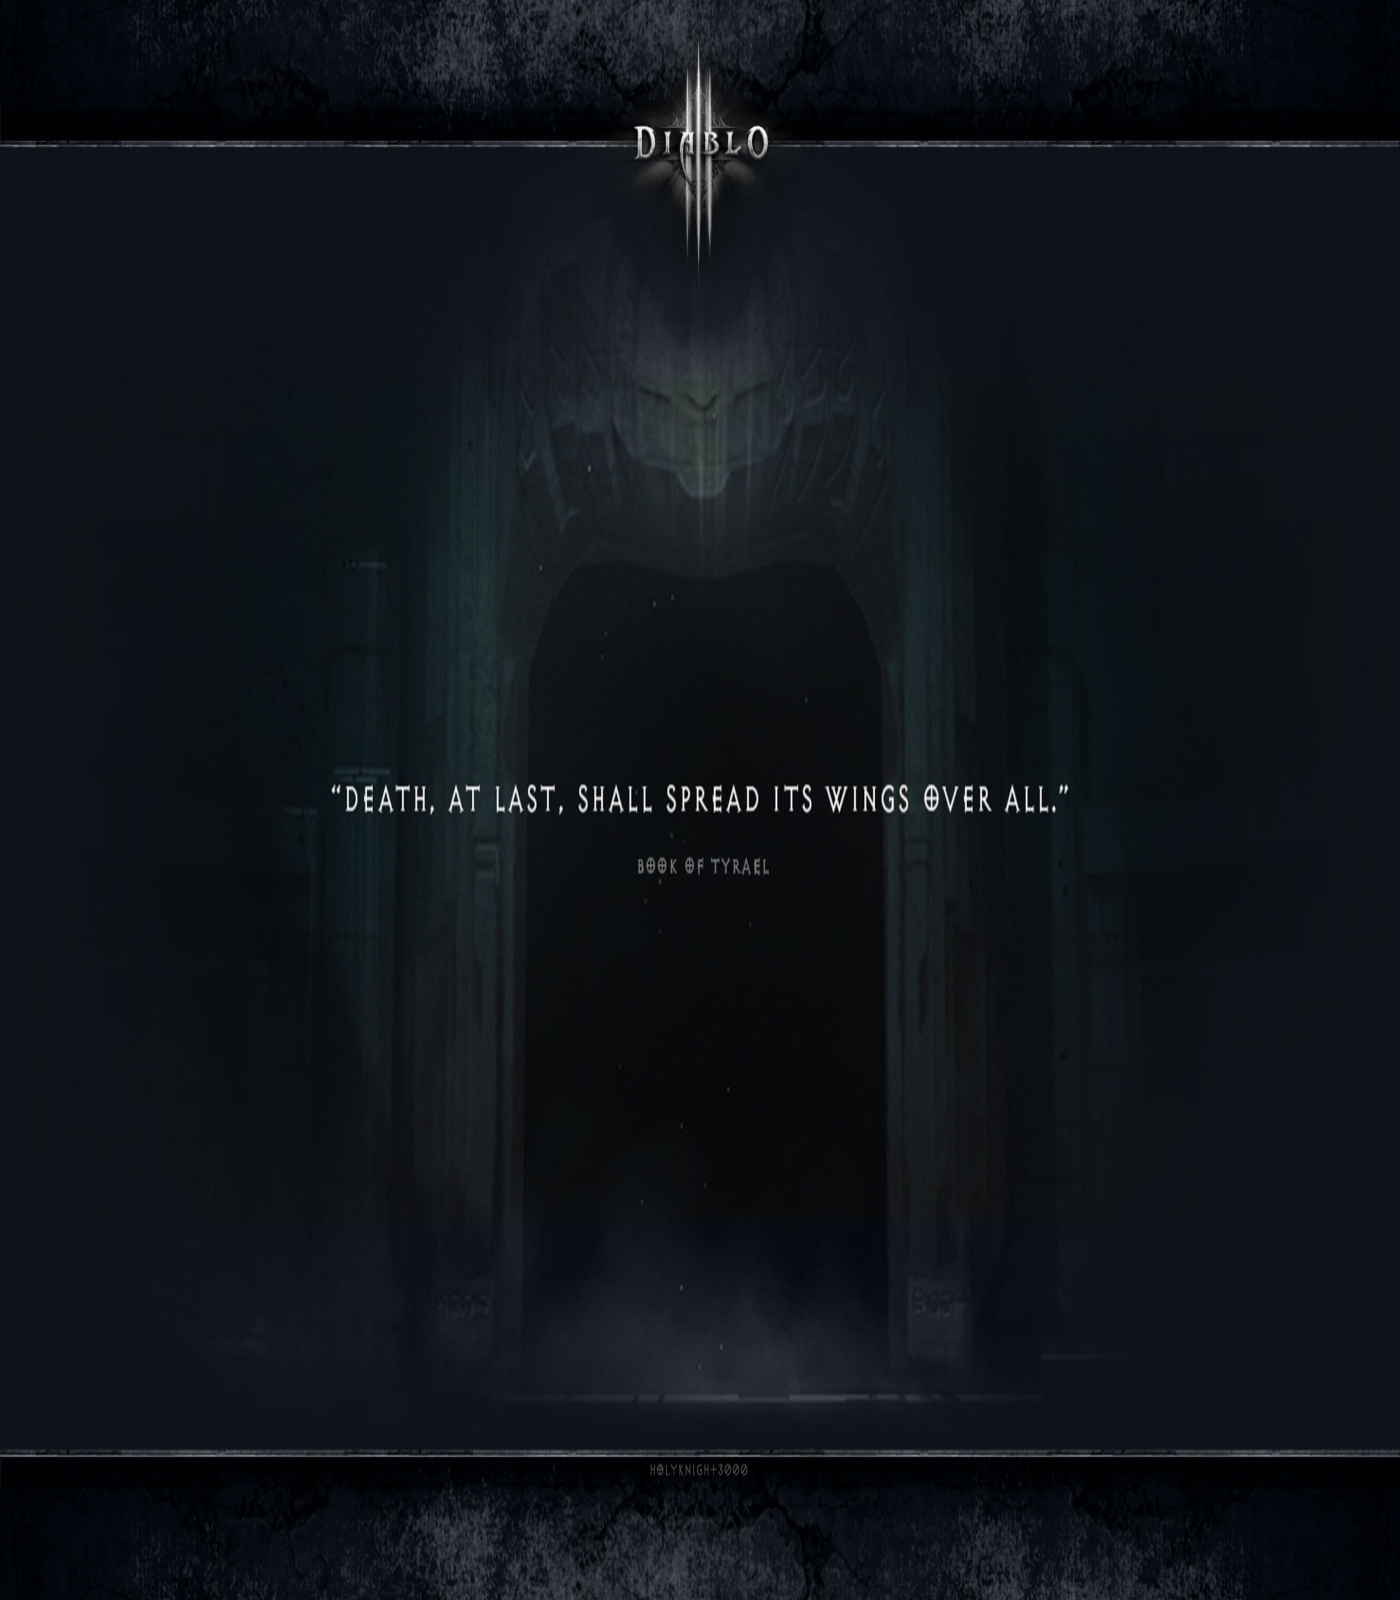 DIABLO
“DEATH, AT LAST, SHALL SPREAD ITS WINGS OVER ALL.”
BOOK OF TYRAEL
HOLYKNIGHT3000